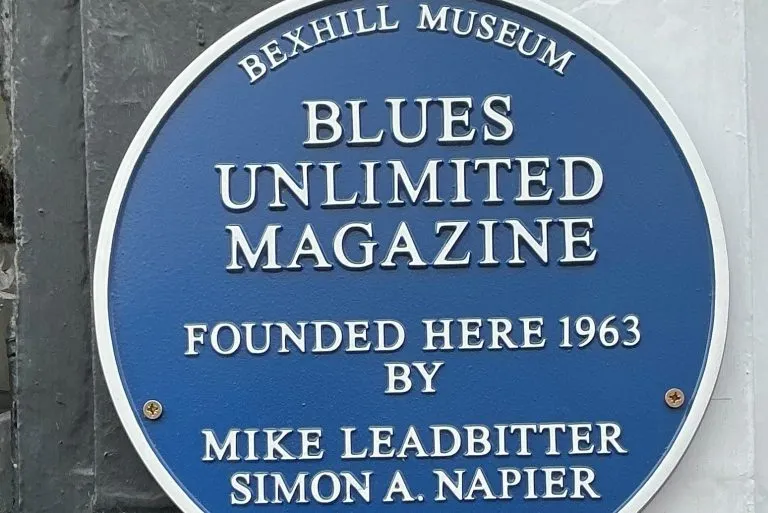 BEXHILL MUSEUM
BLUES
UNLIMITED
MAGAZINE
FOUNDED HERE 1963
BY
MIKE LEADBITTER
SIMON A. NAPIER